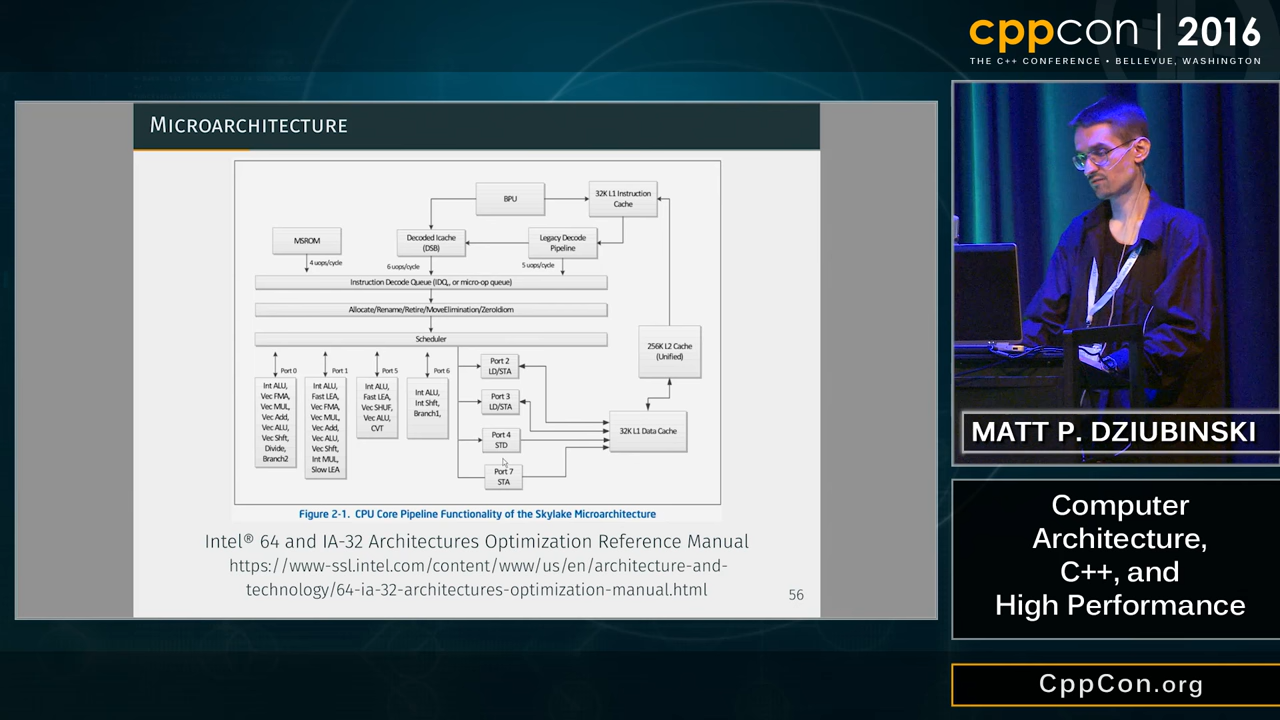 cppcon | 2016
THE C++ CONFERENCE • BELLEVUE, WASHINGTON
MICROARCHITECTURE
BPU
32K L1 Instruction
Cache
MSROM
Decoded Icache
(DSB)
Legacy Decode
Pipeline
4 uops/cycle
6 uops/cycle
5 uops/cycle
Instruction Decode Queue (IDQ,, or micro-op queue)
Allocate/Rename/Retire/MoveElimination/ZeroIdiom
Scheduler
256K L2 Cache
(Unified)
Port 0
Int ALU,
Vec FMA,
Vec MUL,
Vec Add,
Vec ALU,
Vec Shft,
Divide,
Branch2
Port 1
Int ALU,
Fast LEA,
Vec FMA,
Vec MUL,
Vec Add,
Vec ALU,
Vec Shft,
Int MUL,
Slow LEA
Port 5
Int ALU,
Fast LEA,
Vec SHUF,
Vec ALU,
CVT
Port 6
Int ALU,
Int Shft,
Branch1,
Port 2
LD/STA
Port 3
LD/STA
Port 4
STD
Port 7
STA
32K L1 Data Cache
Figure 2-1. CPU Core Pipeline Functionality of the Skylake Microarchitecture
Intel® 64 and IA-32 Architectures Optimization Reference Manual
https://www-ssl.intel.com/content/www/us/en/architecture-and-
technology/64-ia-32-architectures-optimization-manual.html
56
MATT P. DZIUBINSKI
Computer
Architecture,
C++, and
High Performance
CppCon.org